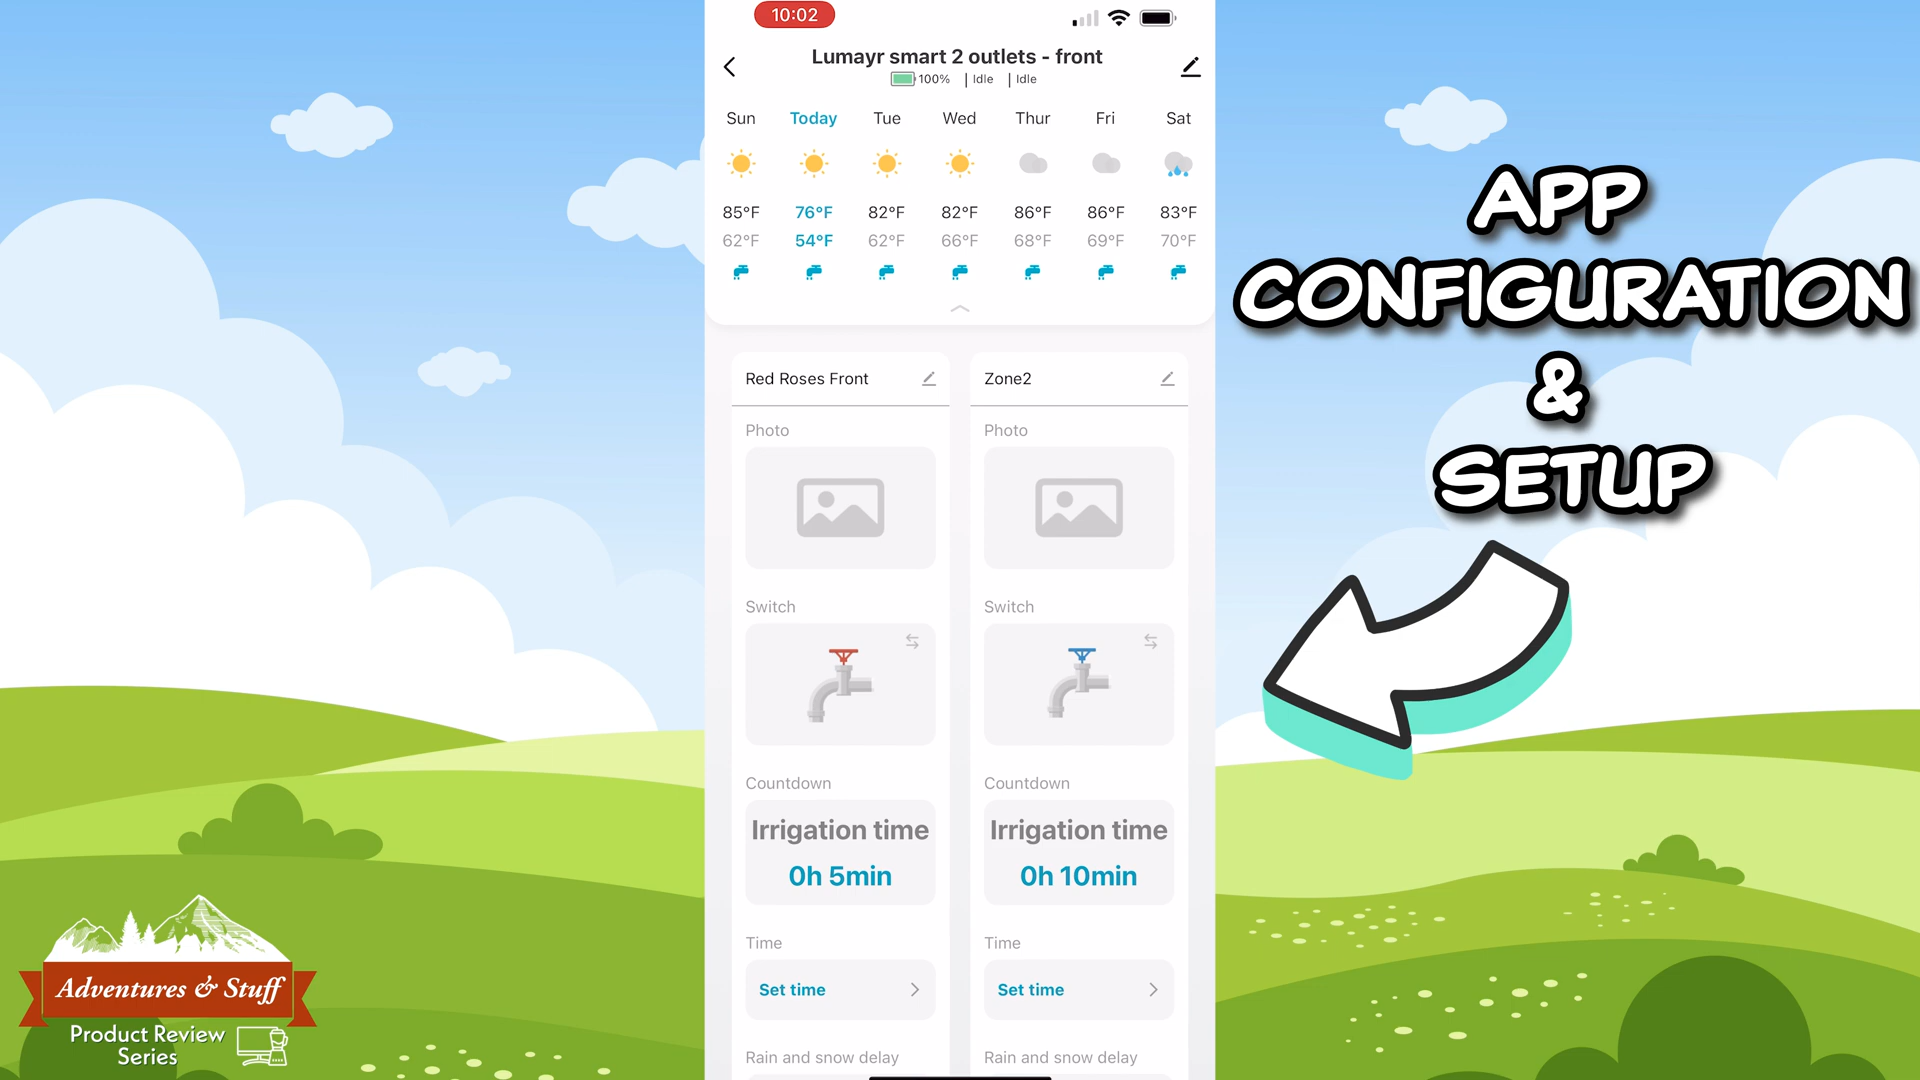 10:02
Lumayr smart 2 outlets - front
100% | Idle | Idle
Sun Today Tue Wed Thur Fri Sat
85°F 76°F 82°F 82°F 86°F 86°F 83°F
62°F 54°F 62°F 66°F 68°F 69°F 70°F
Red Roses Front Zone2
Photo Photo
Switch Switch
Countdown Countdown
Irrigation time Irrigation time
0h 5min 0h 10min
Time Time
Set time Set time
Rain and snow delay Rain and snow delay
APP
CONFIGURATION
&
SETUP
Adventures & Stuff
Product Review
Series